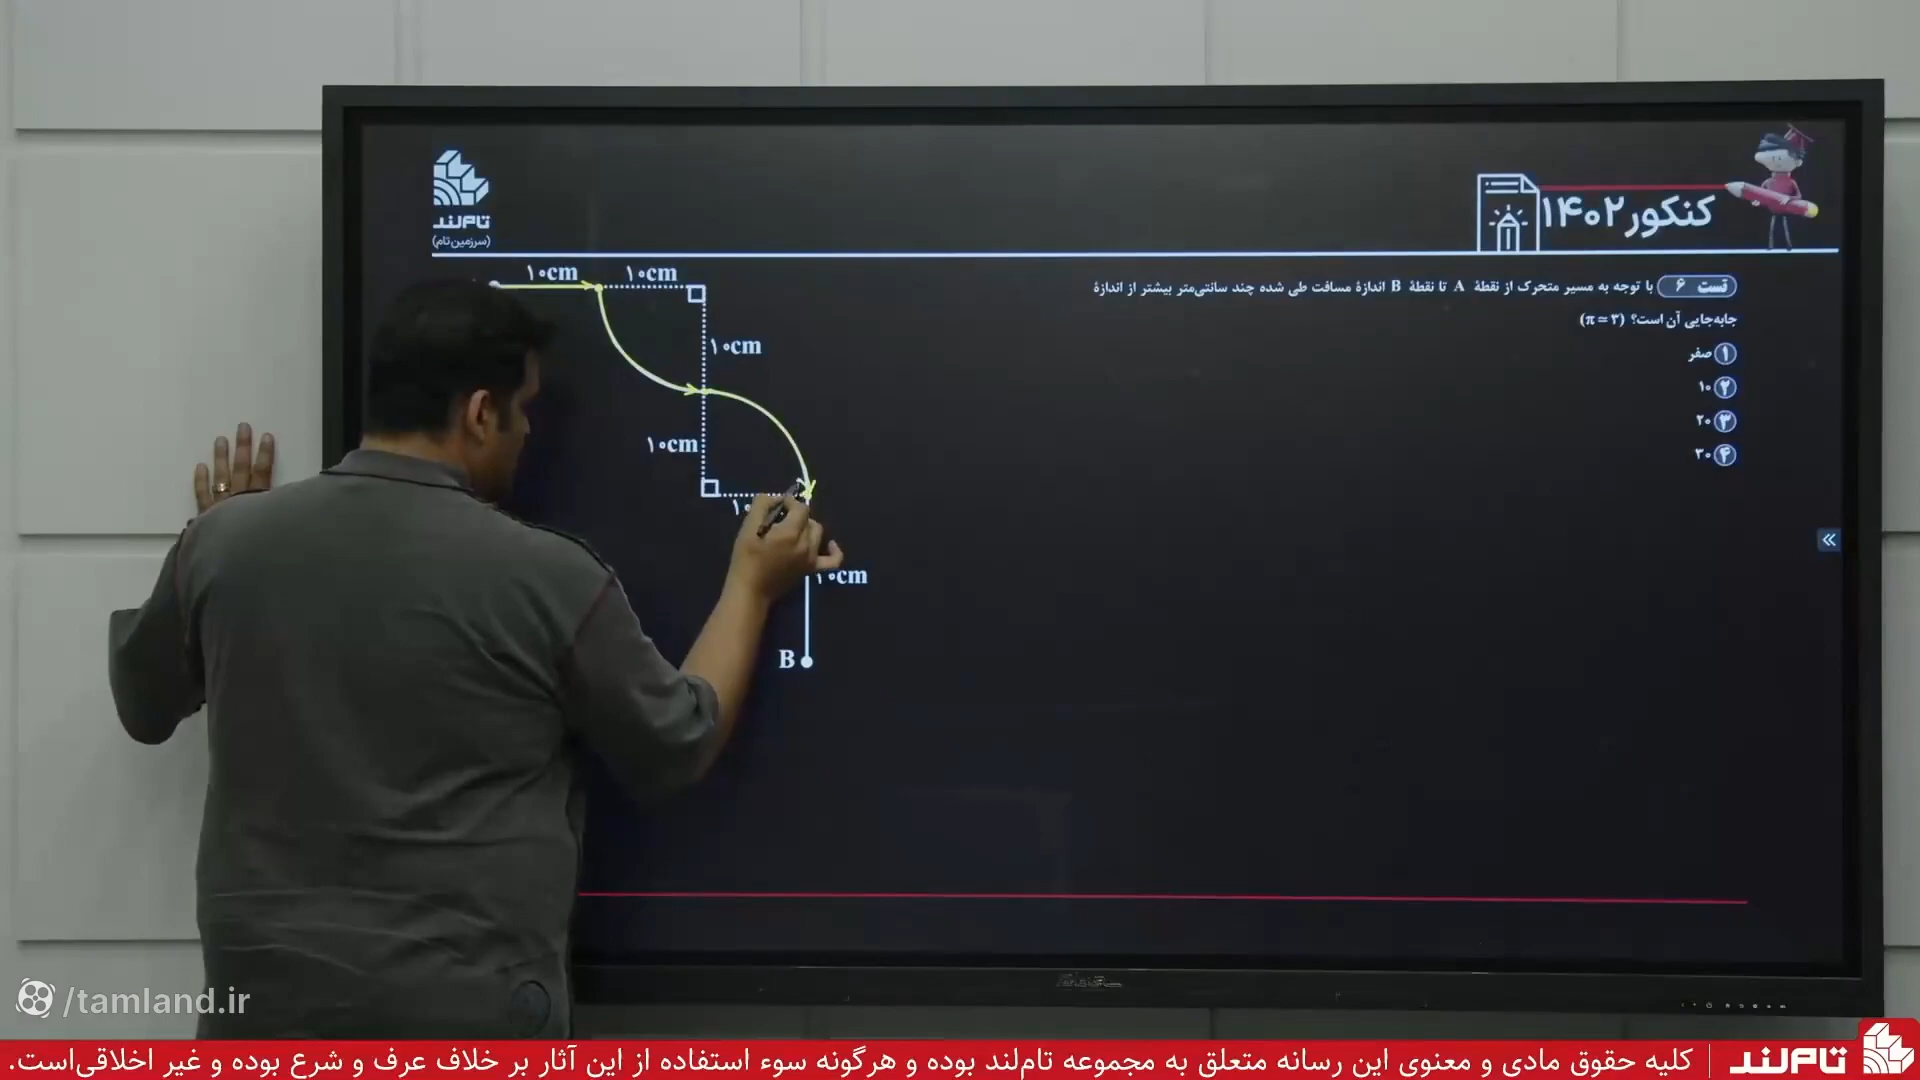 تام‌لند
(سرزمین تام)
کنکور۱۴۰۲
تست ۶ با توجه به مسیر متحرک از نقطهٔ A تا نقطهٔ B اندازهٔ مسافت طی شده چند سانتی‌متر بیشتر از اندازهٔ
جابه‌جایی آن است؟ (π ≃ ۳)
۱ صفر
۲ ۱۰
۳ ۲۰
۴ ۳۰
۱۰cm
۱۰cm
۱۰cm
۱۰cm
۱۰cm
B
/tamland.ir
تام‌لند | کلیه حقوق مادی و معنوی این رسانه متعلق به مجموعه تام‌لند بوده و هرگونه سوء استفاده از این آثار بر خلاف عرف و شرع بوده و غیر اخلاقی‌است.